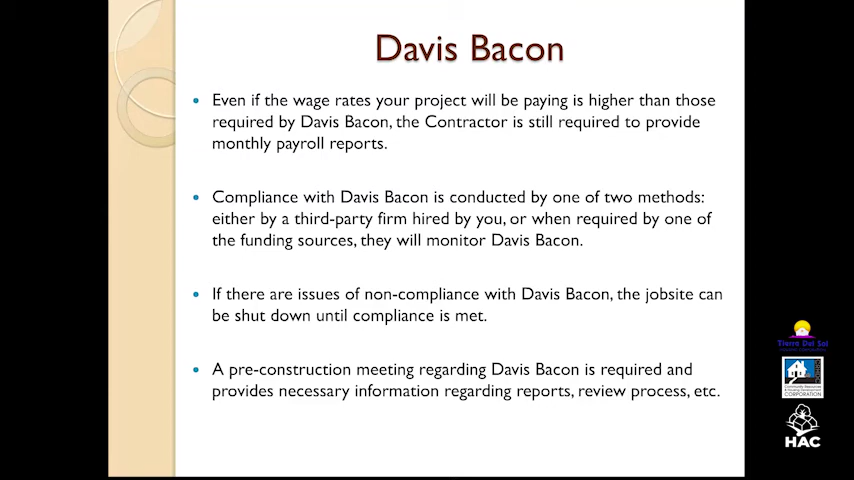 Davis Bacon
Even if the wage rates your project will be paying is higher than those
required by Davis Bacon, the Contractor is still required to provide
monthly payroll reports.
Compliance with Davis Bacon is conducted by one of two methods:
either by a third-party firm hired by you, or when required by one of
the funding sources, they will monitor Davis Bacon.
If there are issues of non-compliance with Davis Bacon, the jobsite can
be shut down until compliance is met.
A pre-construction meeting regarding Davis Bacon is required and
provides necessary information regarding reports, review process, etc.
Tierra Del Sol
CORPORATION
HAC